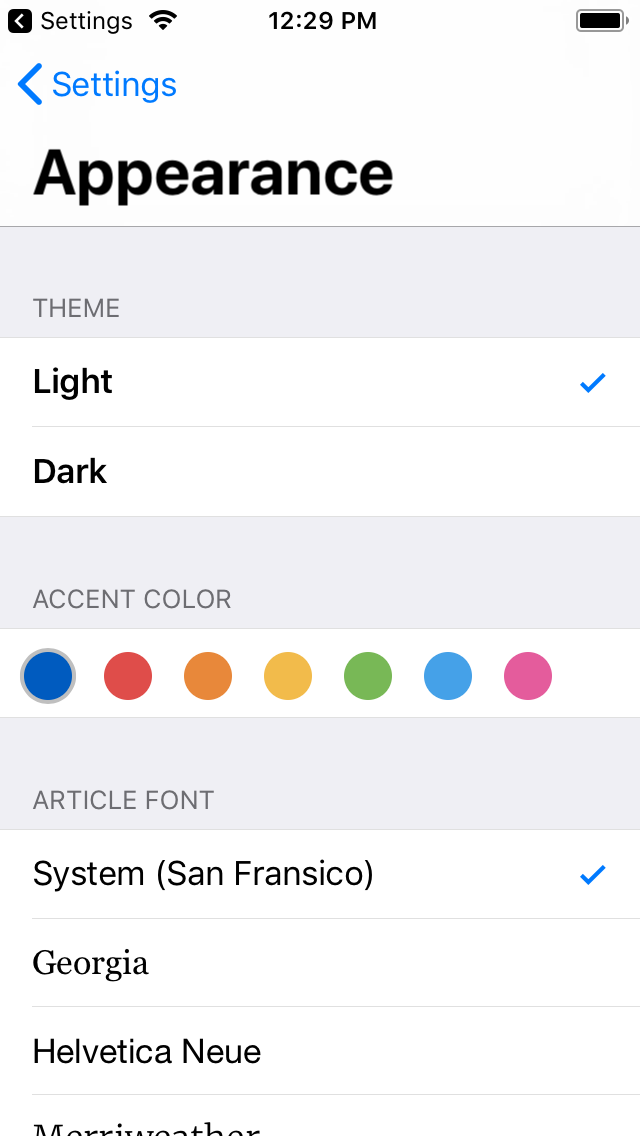 Settings 12:29 PM
Settings
Appearance
THEME
Light
Dark
ACCENT COLOR
ARTICLE FONT
System (San Fransico)
Georgia
Helvetica Neue
Merriweather